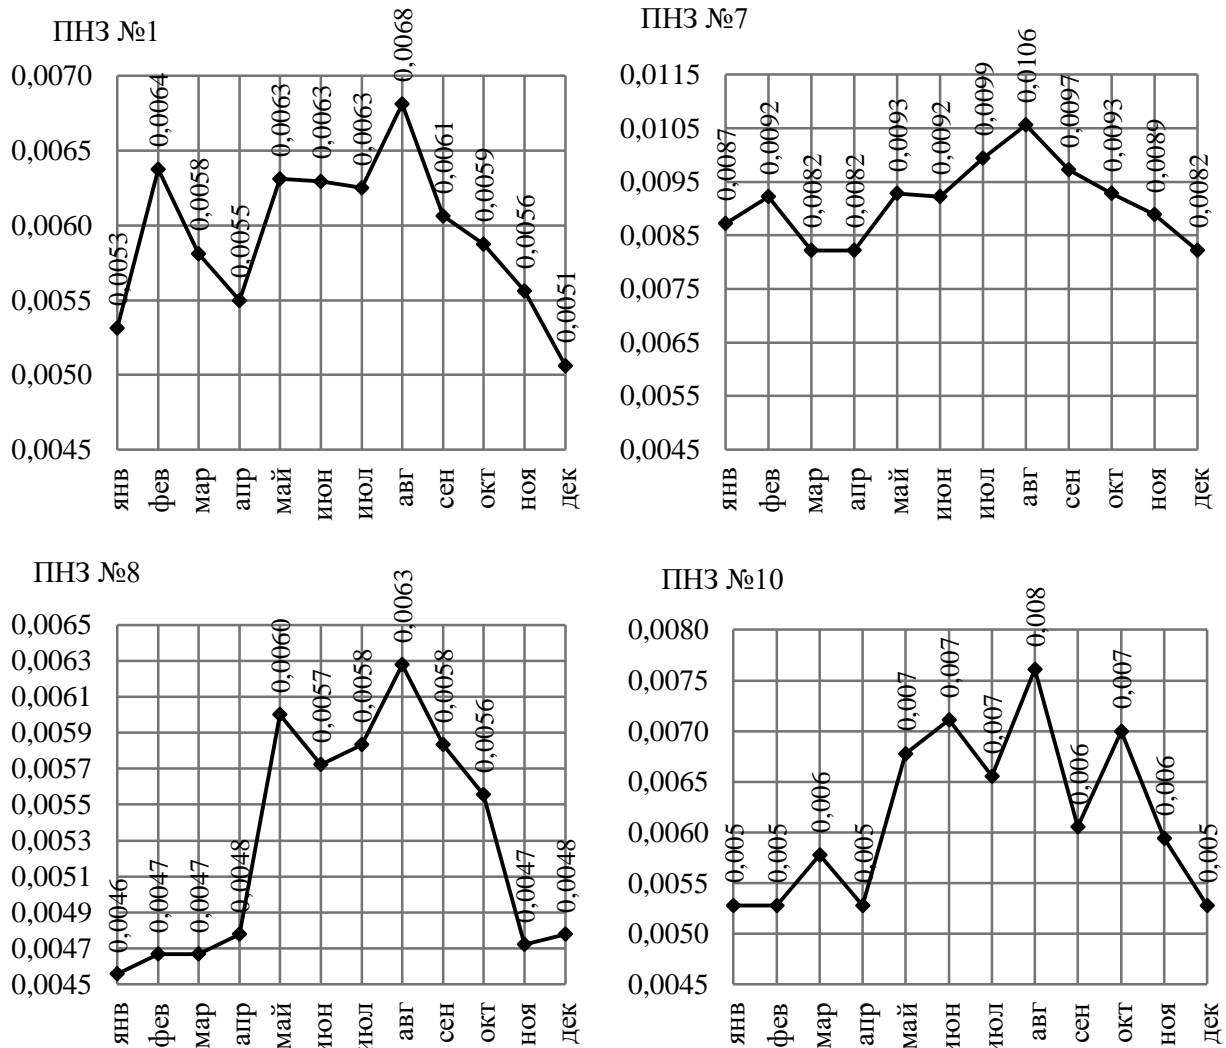 ПНЗ №1
0,0070
0,0065
0,0060
0,0055
0,0050
0,0045
0,0053
0,0064
0,0058
0,0055
0,0063
0,0063
0,0063
0,0068
0,0061
0,0059
0,0056
0,0051
янв
фев
мар
апр
май
июн
июл
авг
сен
окт
ноя
дек
ПНЗ №7
0,0115
0,0105
0,0095
0,0085
0,0075
0,0065
0,0055
0,0045
0,0087
0,0092
0,0082
0,0082
0,0093
0,0092
0,0099
0,0106
0,0097
0,0093
0,0089
0,0082
янв
фев
мар
апр
май
июн
июл
авг
сен
окт
ноя
дек
ПНЗ №8
0,0065
0,0063
0,0061
0,0059
0,0057
0,0055
0,0053
0,0051
0,0049
0,0047
0,0045
0,0046
0,0047
0,0047
0,0048
0,0060
0,0057
0,0058
0,0063
0,0058
0,0056
0,0047
0,0048
янв
фев
мар
апр
май
июн
июл
авг
сен
окт
ноя
дек
ПНЗ №10
0,0080
0,0075
0,0070
0,0065
0,0060
0,0055
0,0050
0,0045
0,005
0,005
0,006
0,005
0,007
0,007
0,007
0,008
0,006
0,007
0,006
0,005
янв
фев
мар
апр
май
июн
июл
авг
сен
окт
ноя
дек